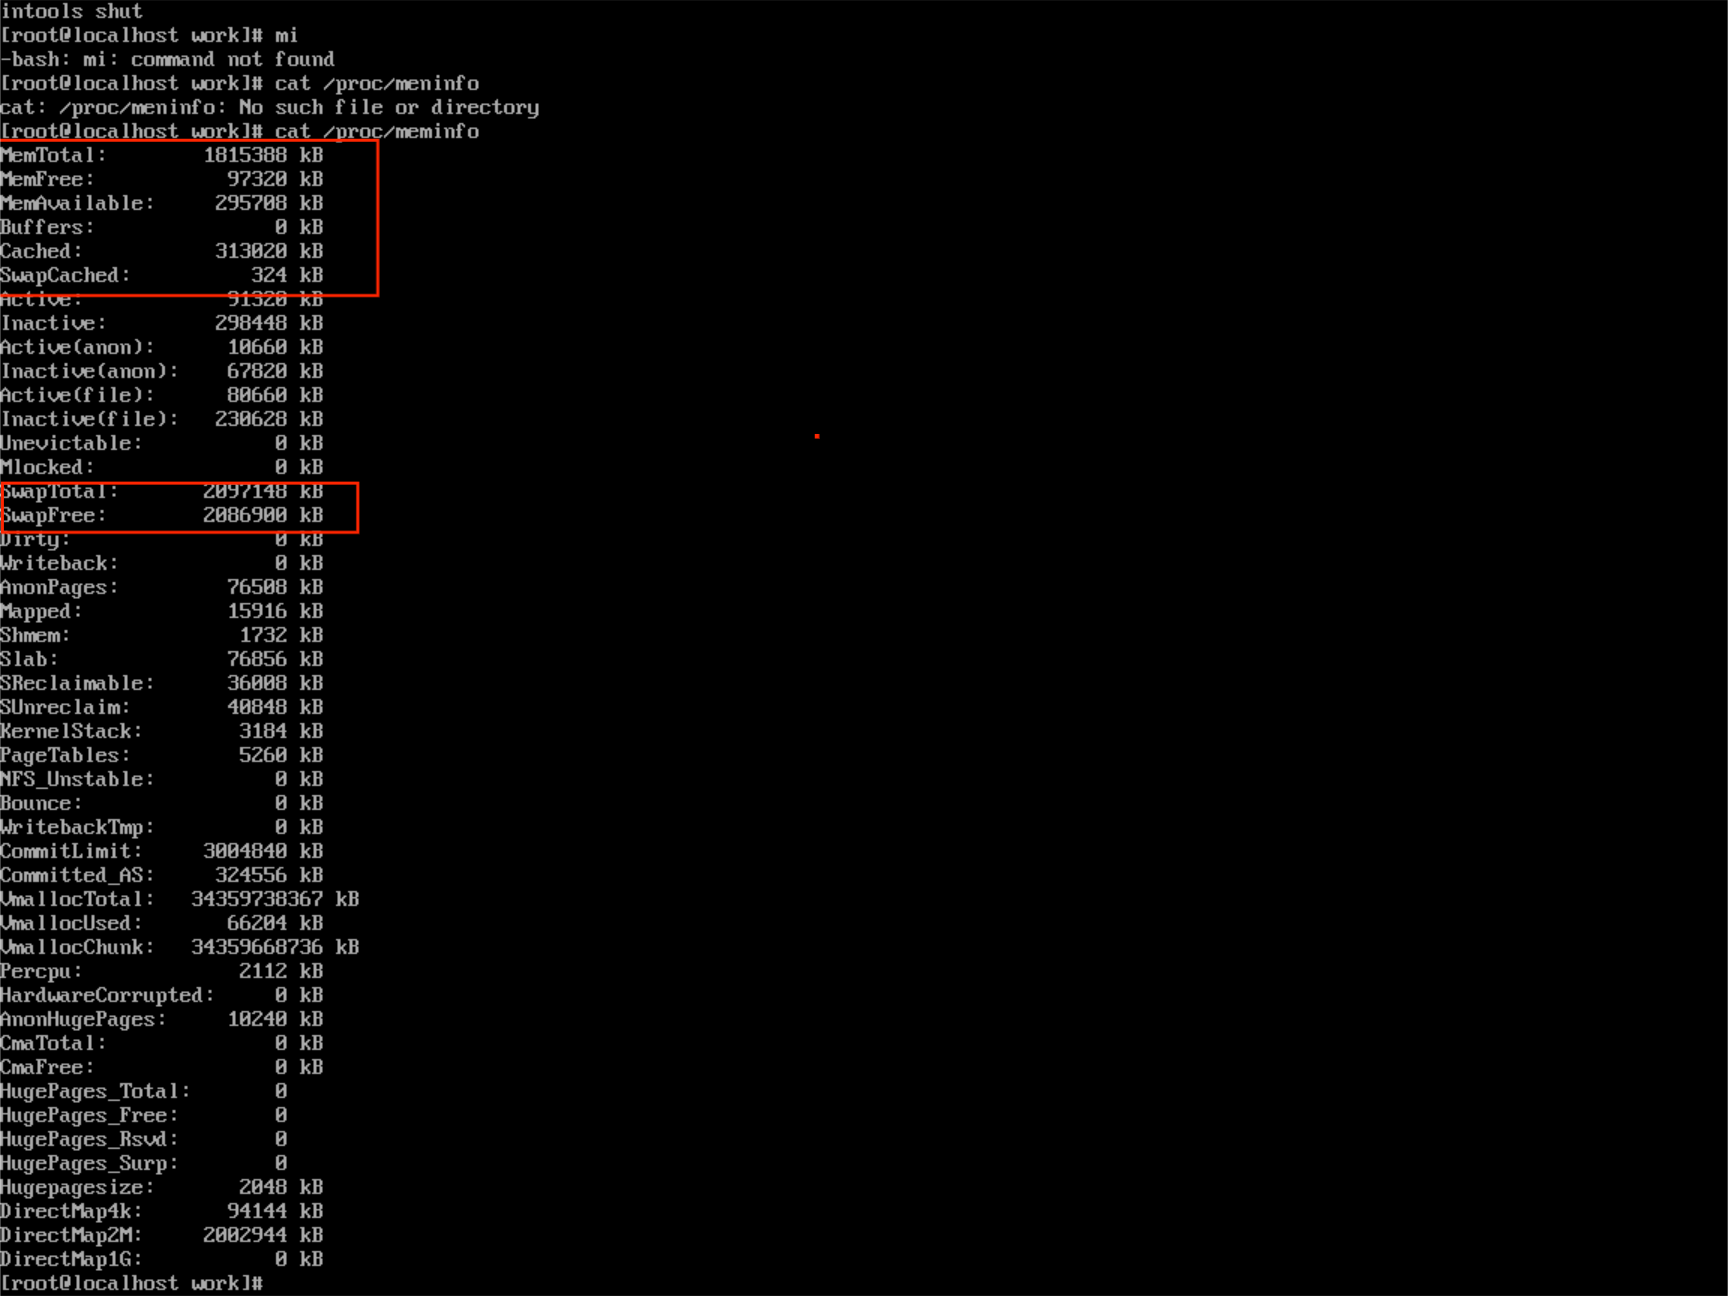 intools shut
[root@localhost work]# mi
-bash: mi: command not found
[root@localhost work]# cat /proc/meninfo
cat: /proc/meninfo: No such file or directory
[root@localhost work]# cat /proc/meminfo
MemTotal: 1815388 kB
MemFree: 97320 kB
MemAvailable: 295708 kB
Buffers: 0 kB
Cached: 313020 kB
SwapCached: 324 kB
Active: 91320 kB
Inactive: 298448 kB
Active(anon): 10660 kB
Inactive(anon): 67820 kB
Active(file): 80660 kB
Inactive(file): 230628 kB
Unevictable: 0 kB
Mlocked: 0 kB
SwapTotal: 2097148 kB
SwapFree: 2086900 kB
Dirty: 0 kB
Writeback: 0 kB
AnonPages: 76508 kB
Mapped: 15916 kB
Shmem: 1732 kB
Slab: 76856 kB
SReclaimable: 36008 kB
SUnreclaim: 40848 kB
KernelStack: 3184 kB
PageTables: 5260 kB
NFS_Unstable: 0 kB
Bounce: 0 kB
WritebackTmp: 0 kB
CommitLimit: 3004840 kB
Committed_AS: 324556 kB
VmallocTotal: 34359738367 kB
VmallocUsed: 66204 kB
VmallocChunk: 34359668736 kB
Percpu: 2112 kB
HardwareCorrupted: 0 kB
AnonHugePages: 10240 kB
CmaTotal: 0 kB
CmaFree: 0 kB
HugePages_Total: 0
HugePages_Free: 0
HugePages_Rsvd: 0
HugePages_Surp: 0
Hugepagesize: 2048 kB
DirectMap4k: 94144 kB
DirectMap2M: 2002944 kB
DirectMap1G: 0 kB
[root@localhost work]#